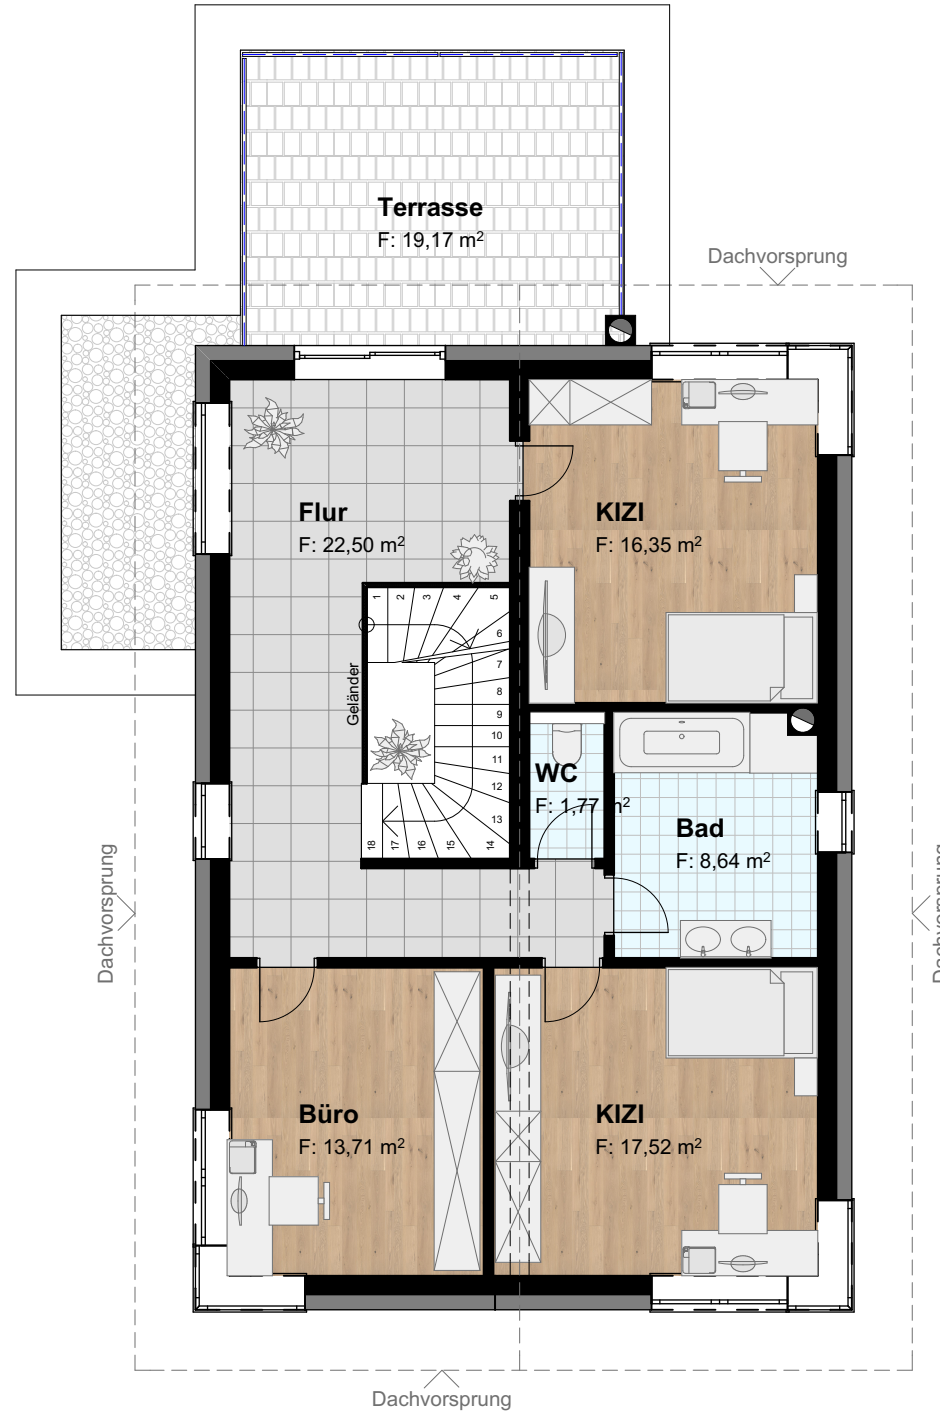 Terrasse
F: 19,17 m²
Dachvorsprung
Flur
F: 22,50 m²
KIZI
F: 16,35 m²
1
2
3
4
5
6
7
8
9
10
11
12
13
14
15
16
17
18
Geländer
WC
F: 1,77 m²
Bad
F: 8,64 m²
Dachvorsprung
Dachvorsprung
Büro
F: 13,71 m²
KIZI
F: 17,52 m²
Dachvorsprung